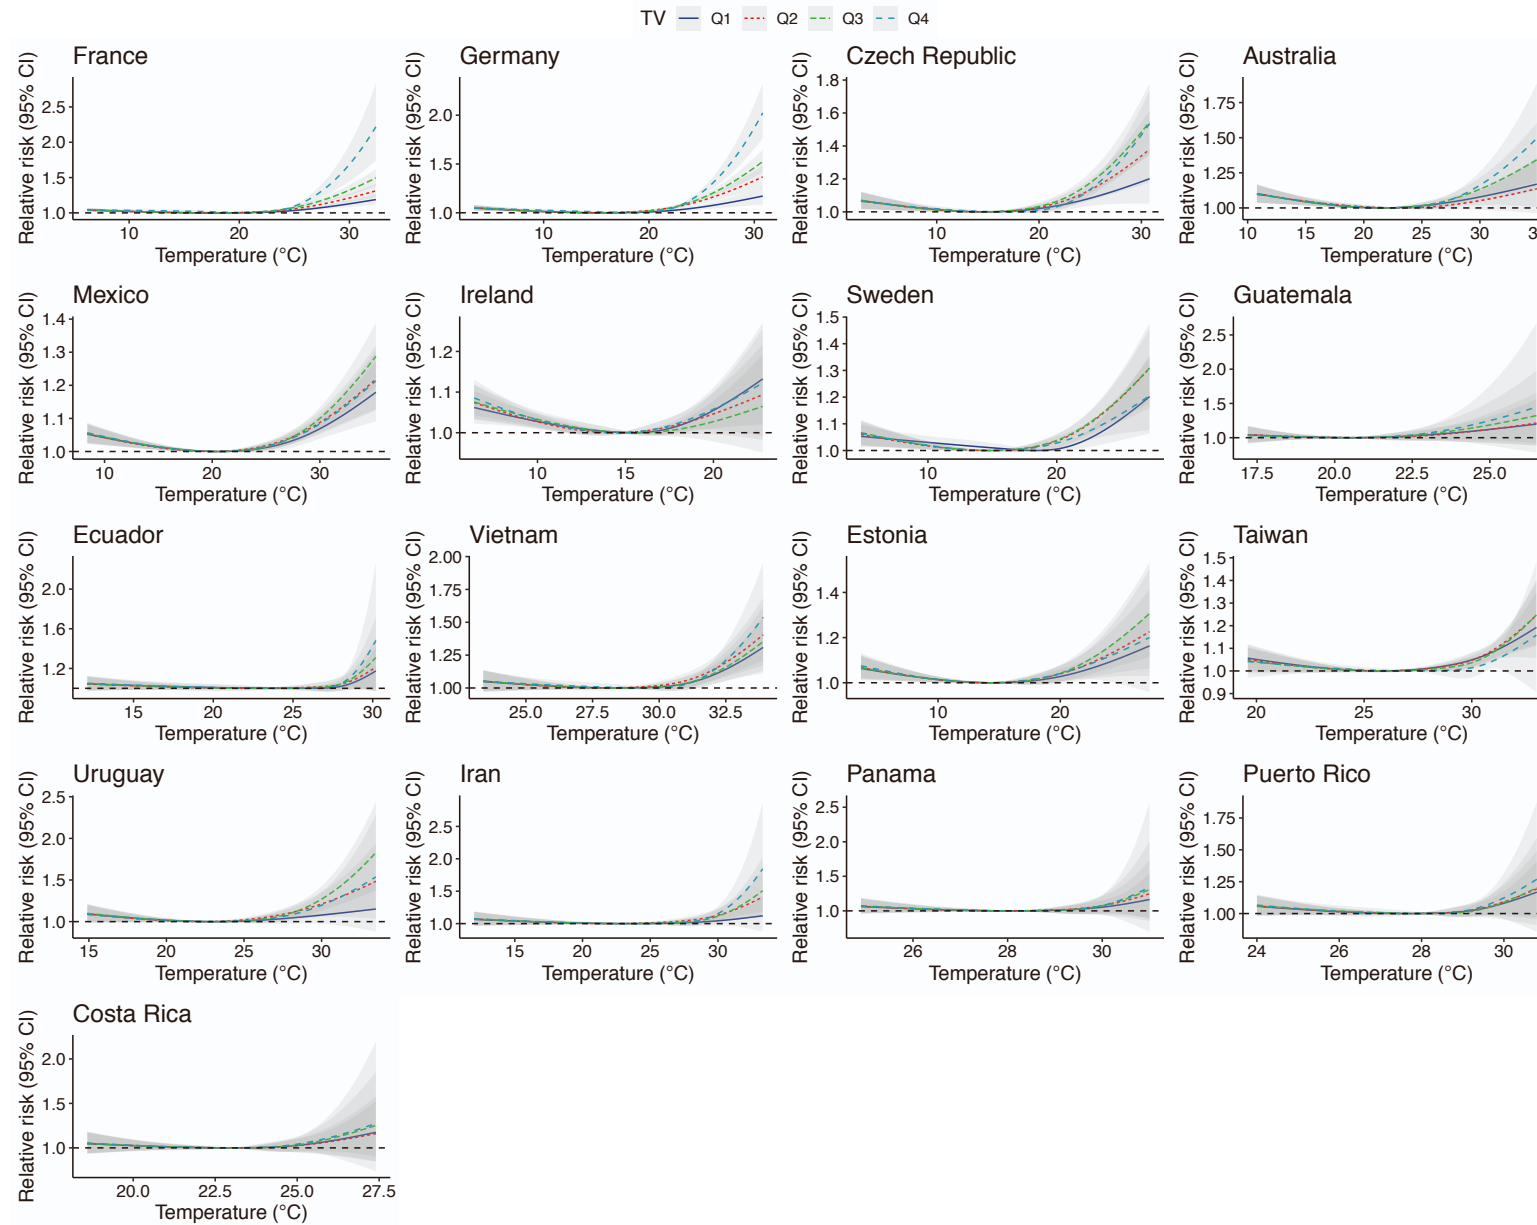 TV Q1 Q2 Q3 Q4
France Germany Czech Republic Australia
Relative risk (95% CI)
2.5
2.0
1.5
1.0
10 20 30
Temperature (°C)
Relative risk (95% CI)
2.0
1.5
1.0
10 20 30
Temperature (°C)
Relative risk (95% CI)
1.8
1.6
1.4
1.2
1.0
10 20 30
Temperature (°C)
Relative risk (95% CI)
1.75
1.50
1.25
1.00
10 15 20 25 30 3
Temperature (°C)
Mexico Ireland Sweden Guatemala
Relative risk (95% CI)
1.4
1.3
1.2
1.1
1.0
10 20 30
Temperature (°C)
Relative risk (95% CI)
1.2
1.1
1.0
10 15 20
Temperature (°C)
Relative risk (95% CI)
1.5
1.4
1.3
1.2
1.1
1.0
10 20
Temperature (°C)
Relative risk (95% CI)
2.5
2.0
1.5
1.0
17.5 20.0 22.5 25.0
Temperature (°C)
Ecuador Vietnam Estonia Taiwan
Relative risk (95% CI)
2.0
1.6
1.2
15 20 25 30
Temperature (°C)
Relative risk (95% CI)
2.00
1.75
1.50
1.25
1.00
25.0 27.5 30.0 32.5
Temperature (°C)
Relative risk (95% CI)
1.4
1.2
1.0
10 20
Temperature (°C)
Relative risk (95% CI)
1.5
1.4
1.3
1.2
1.1
1.0
0.9
20 25 30
Temperature (°C)
Uruguay Iran Panama Puerto Rico
Relative risk (95% CI)
2.5
2.0
1.5
1.0
15 20 25 30
Temperature (°C)
Relative risk (95% CI)
2.5
2.0
1.5
1.0
15 20 25 30
Temperature (°C)
Relative risk (95% CI)
2.5
2.0
1.5
1.0
26 28 30
Temperature (°C)
Relative risk (95% CI)
1.75
1.50
1.25
1.00
24 26 28 30
Temperature (°C)
Costa Rica
Relative risk (95% CI)
2.0
1.5
1.0
20.0 22.5 25.0 27.5
Temperature (°C)